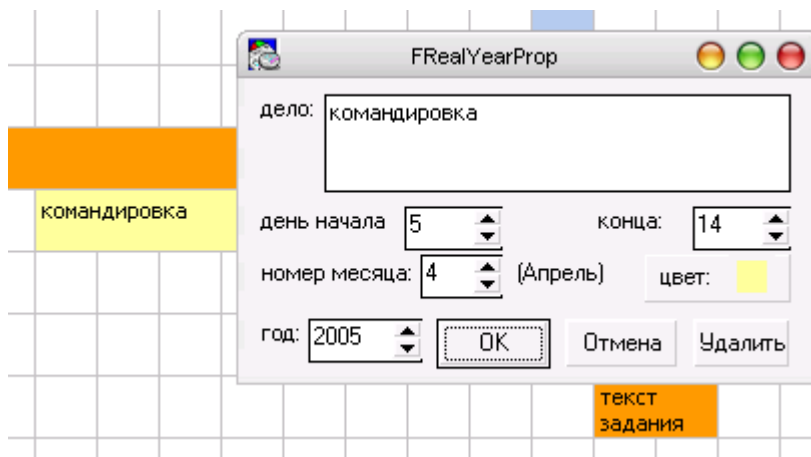 FRealYearProp
дело: командировка
командировка
день начала 5 конца: 14
номер месяца: 4 (Апрель) цвет:
год: 2005 OK Отмена Удалить
текст
задания